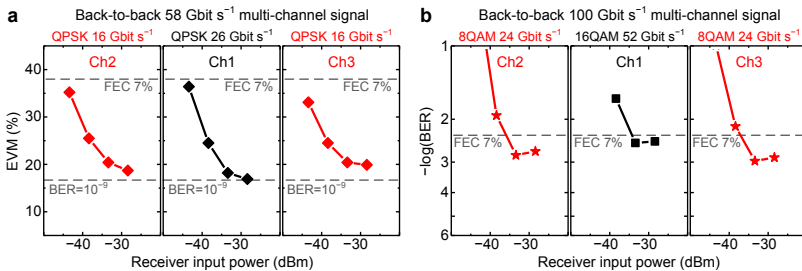 a
Back-to-back 58 Gbit s⁻¹ multi-channel signal
QPSK 16 Gbit s⁻¹
QPSK 26 Gbit s⁻¹
QPSK 16 Gbit s⁻¹
Ch2
Ch1
Ch3
FEC 7%
FEC 7%
FEC 7%
BER=10⁻⁹
BER=10⁻⁹
BER=10⁻⁹
EVM (%)
45
40
30
20
10
−40
−30
−40
−30
−40
−30
Receiver input power (dBm)
b
Back-to-back 100 Gbit s⁻¹ multi-channel signal
8QAM 24 Gbit s⁻¹
16QAM 52 Gbit s⁻¹
8QAM 24 Gbit s⁻¹
Ch2
Ch1
Ch3
FEC 7%
FEC 7%
FEC 7%
−log(BER)
1
2
3
4
6
−40
−30
−40
−30
−40
−30
Receiver input power (dBm)